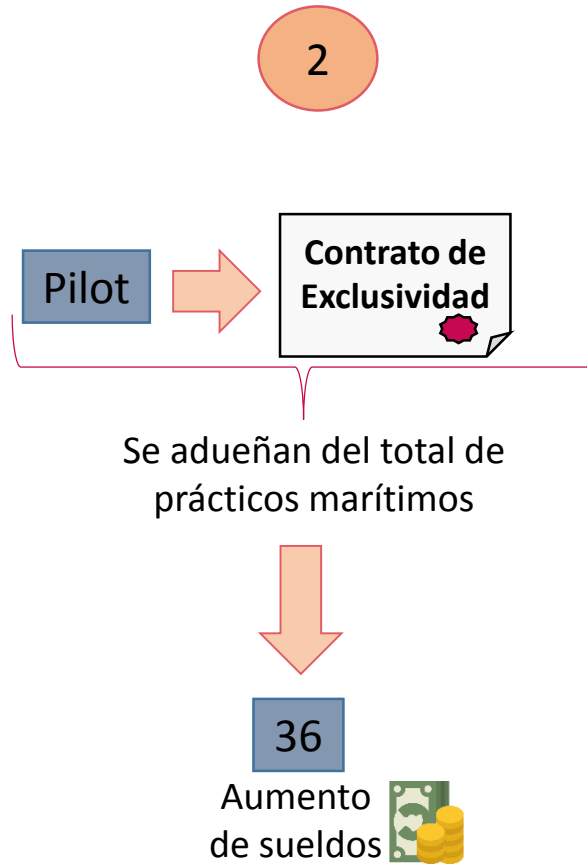 2
Pilot
Contrato de
Exclusividad
Se adueñan del total de
prácticos marítimos
36
Aumento
de sueldos